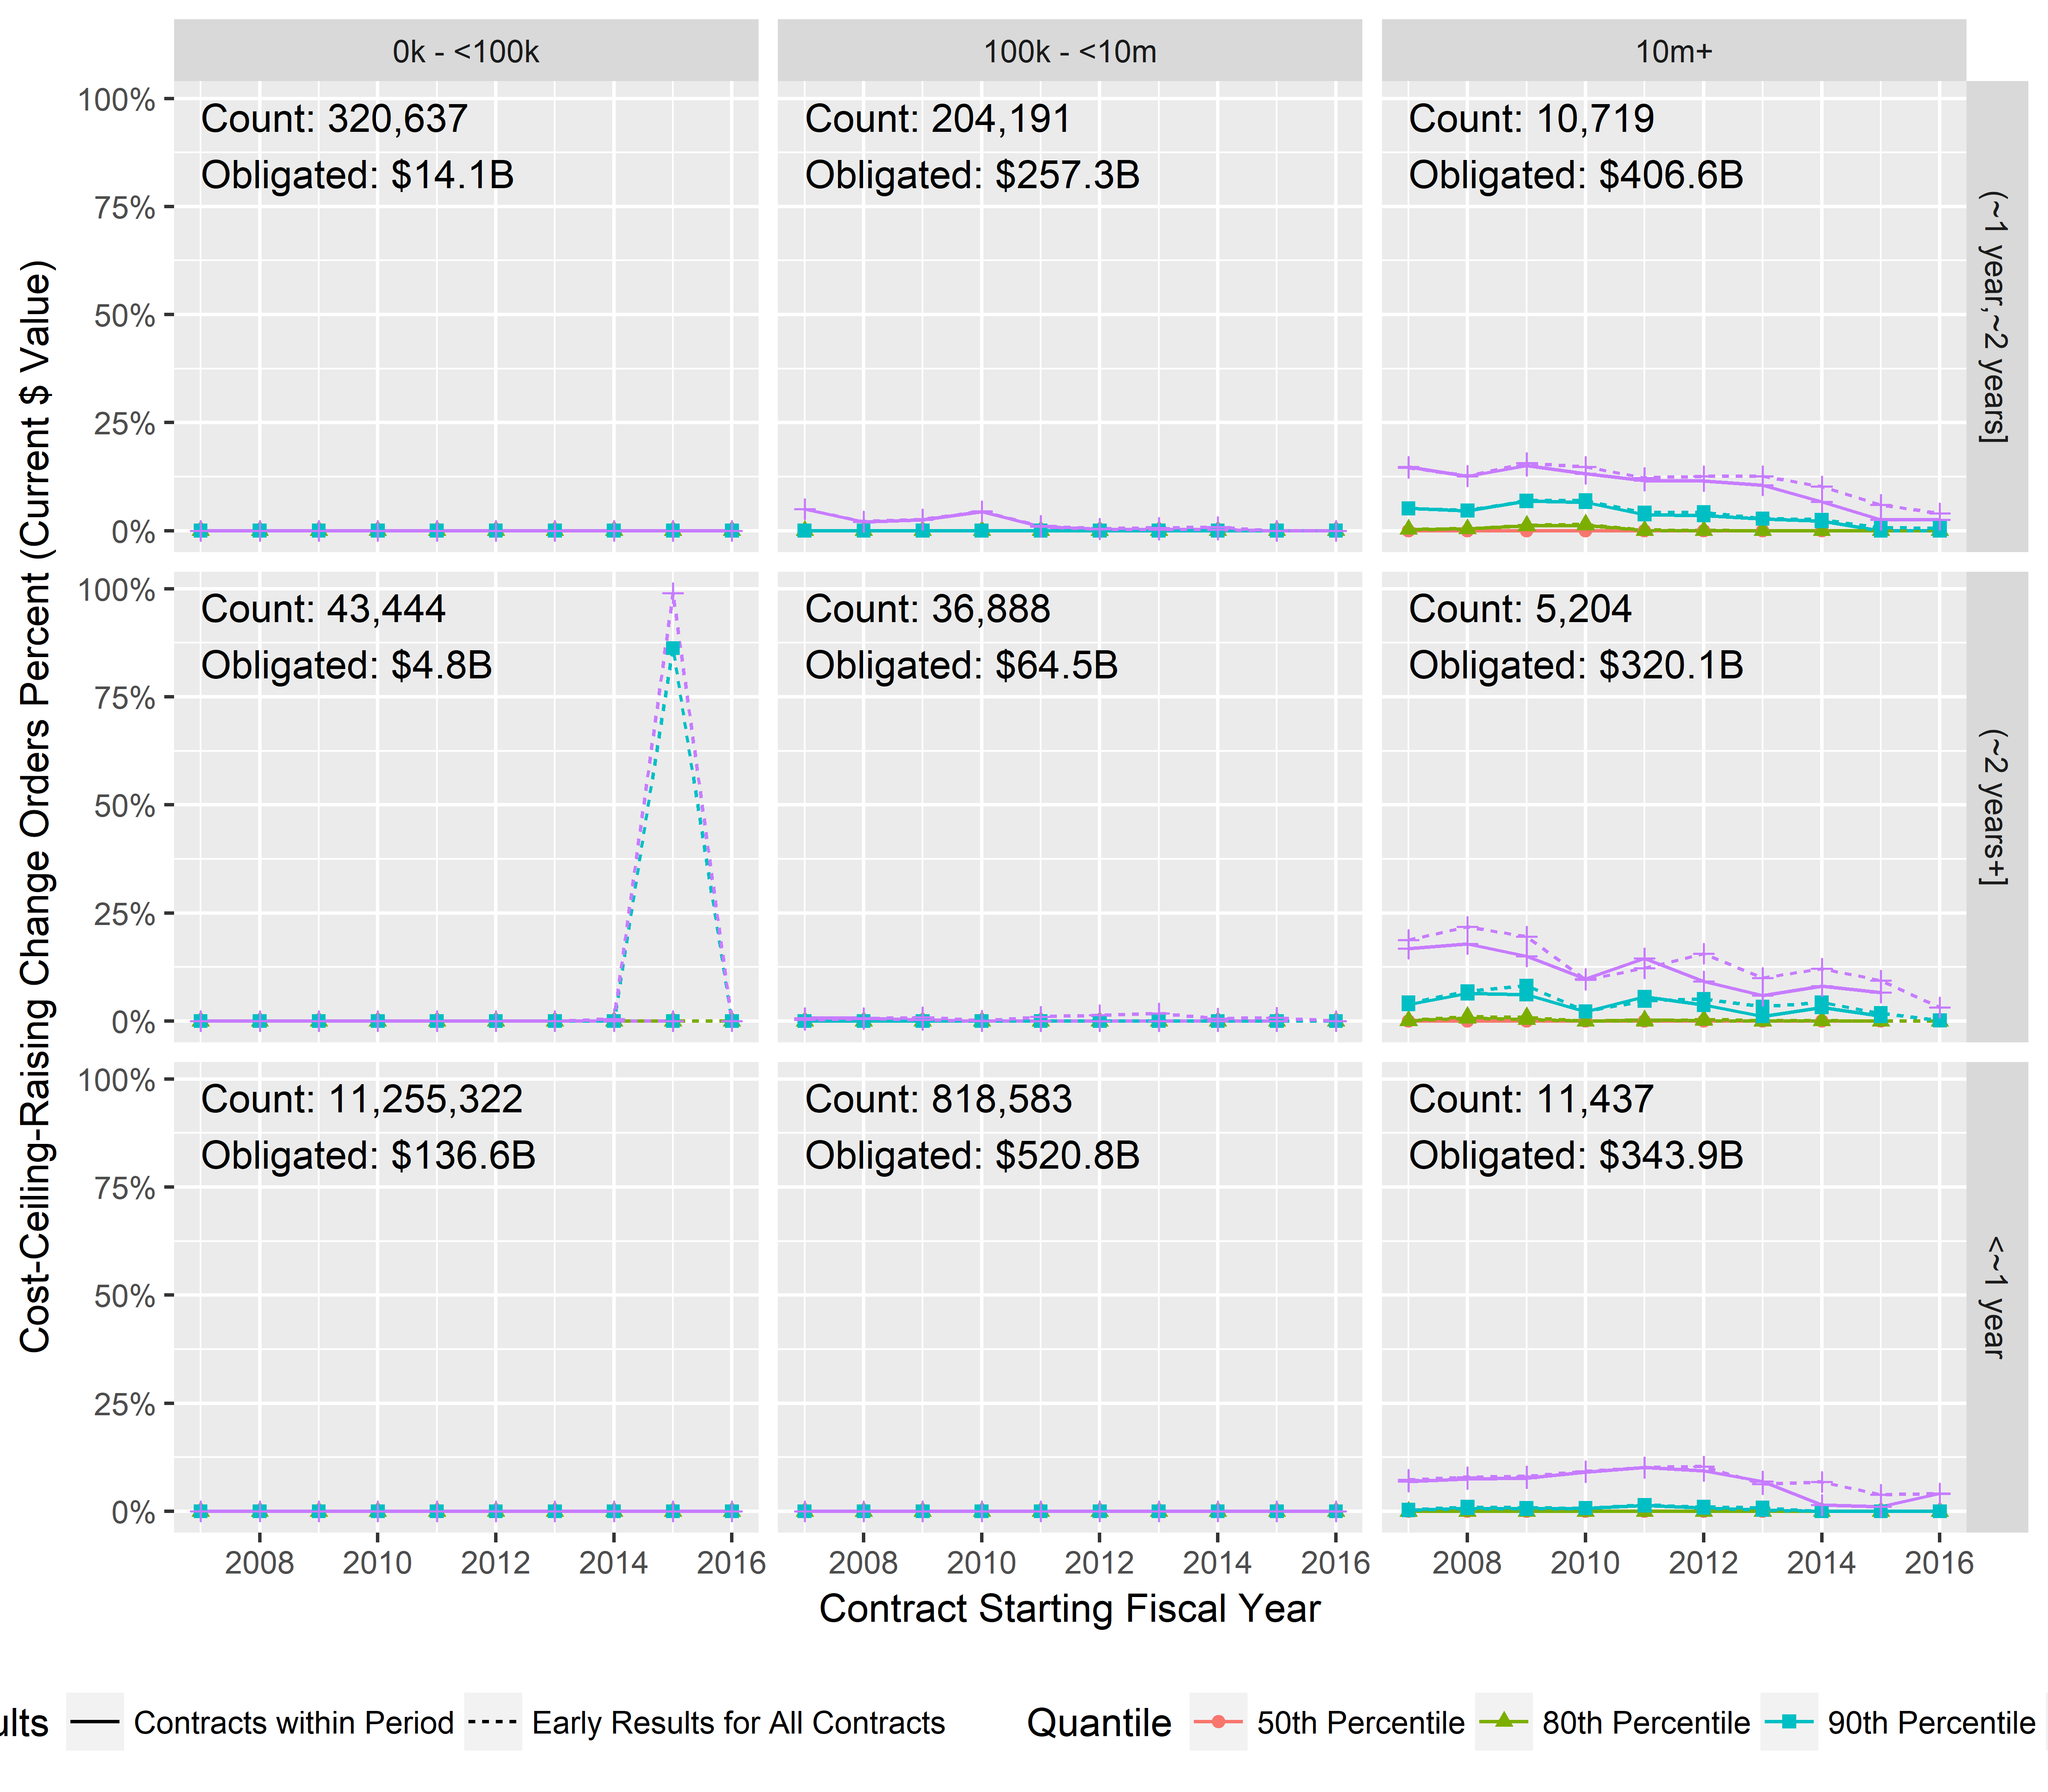 0k - <100k
100k - <10m
10m+
Cost-Ceiling-Raising Change Orders Percent (Current $ Value)
100%
75%
50%
25%
0%
Count: 320,637
Obligated: $14.1B
Count: 204,191
Obligated: $257.3B
Count: 10,719
Obligated: $406.6B
(~1 year,~2 years]
100%
75%
50%
25%
0%
Count: 43,444
Obligated: $4.8B
Count: 36,888
Obligated: $64.5B
Count: 5,204
Obligated: $320.1B
(~2 years+]
100%
75%
50%
25%
0%
Count: 11,255,322
Obligated: $136.6B
Count: 818,583
Obligated: $520.8B
Count: 11,437
Obligated: $343.9B
<~1 year
2008 2010 2012 2014 2016
2008 2010 2012 2014 2016
2008 2010 2012 2014 2016
Contract Starting Fiscal Year
ults Contracts within Period Early Results for All Contracts Quantile 50th Percentile 80th Percentile 90th Percentile